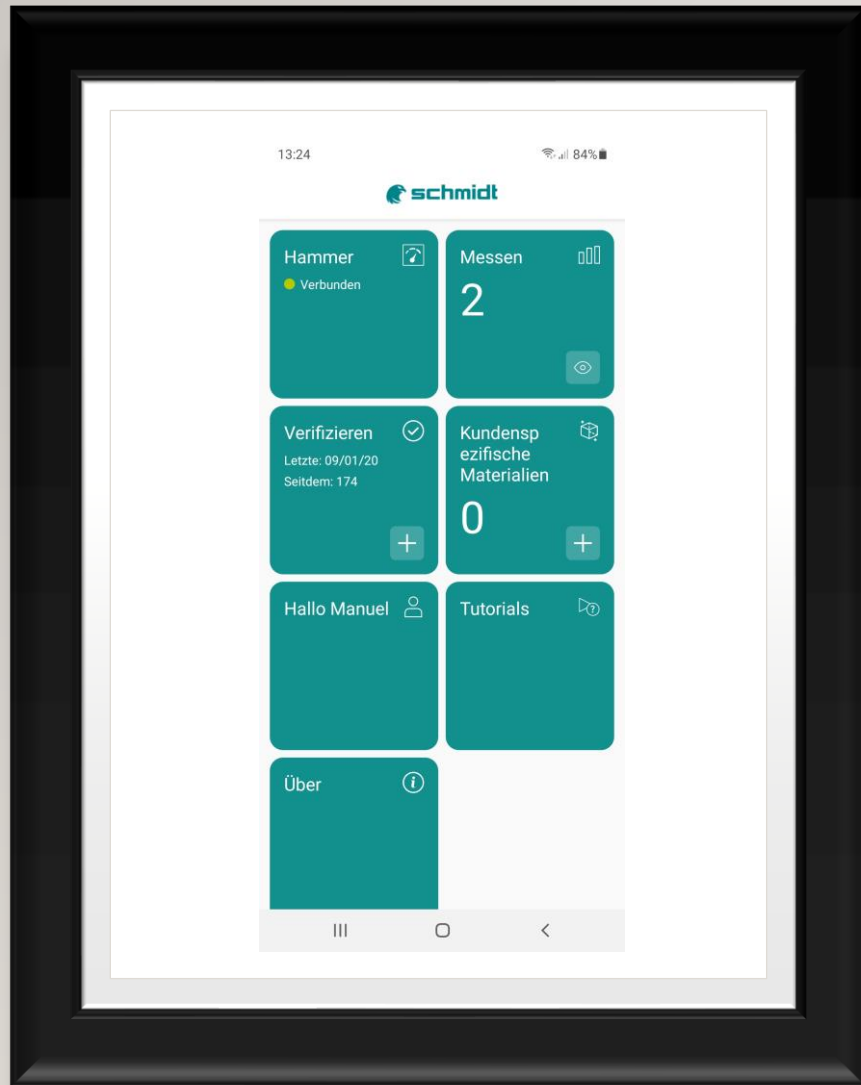 13:24
84%
schmidt
Hammer
Verbunden
Messen
2
Verifizieren
Letzte: 09/01/20
Seitdem: 174
Kundensp
ezifische
Materialien
0
Hallo Manuel
Tutorials
Über